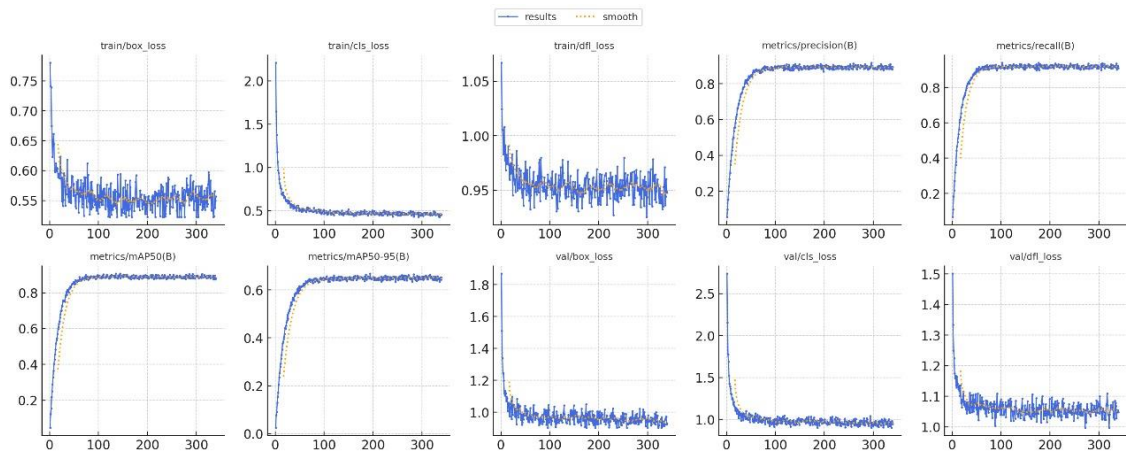 results smooth
train/box_loss train/cls_loss train/dfl_loss metrics/precision(B) metrics/recall(B)
0.75 2.0 1.05 0.8 0.8
0.70 0.6 0.6
0.65 1.5 1.00 0.4 0.4
0.60 1.0 0.2 0.2
0.55 0.5 0.95
0 100 200 300 0 100 200 300 0 100 200 300 0 100 200 300 0 100 200 300
metrics/mAP50(B) metrics/mAP50-95(B) val/box_loss val/cls_loss val/dfl_loss
0.8 0.6 1.8 2.5 1.5
0.6 0.4 1.6 2.0 1.4
0.4 0.2 1.4 1.5 1.3
0.2 0.0 1.2 1.0 1.2
1.0 1.1
1.0
0 100 200 300 0 100 200 300 0 100 200 300 0 100 200 300 0 100 200 300